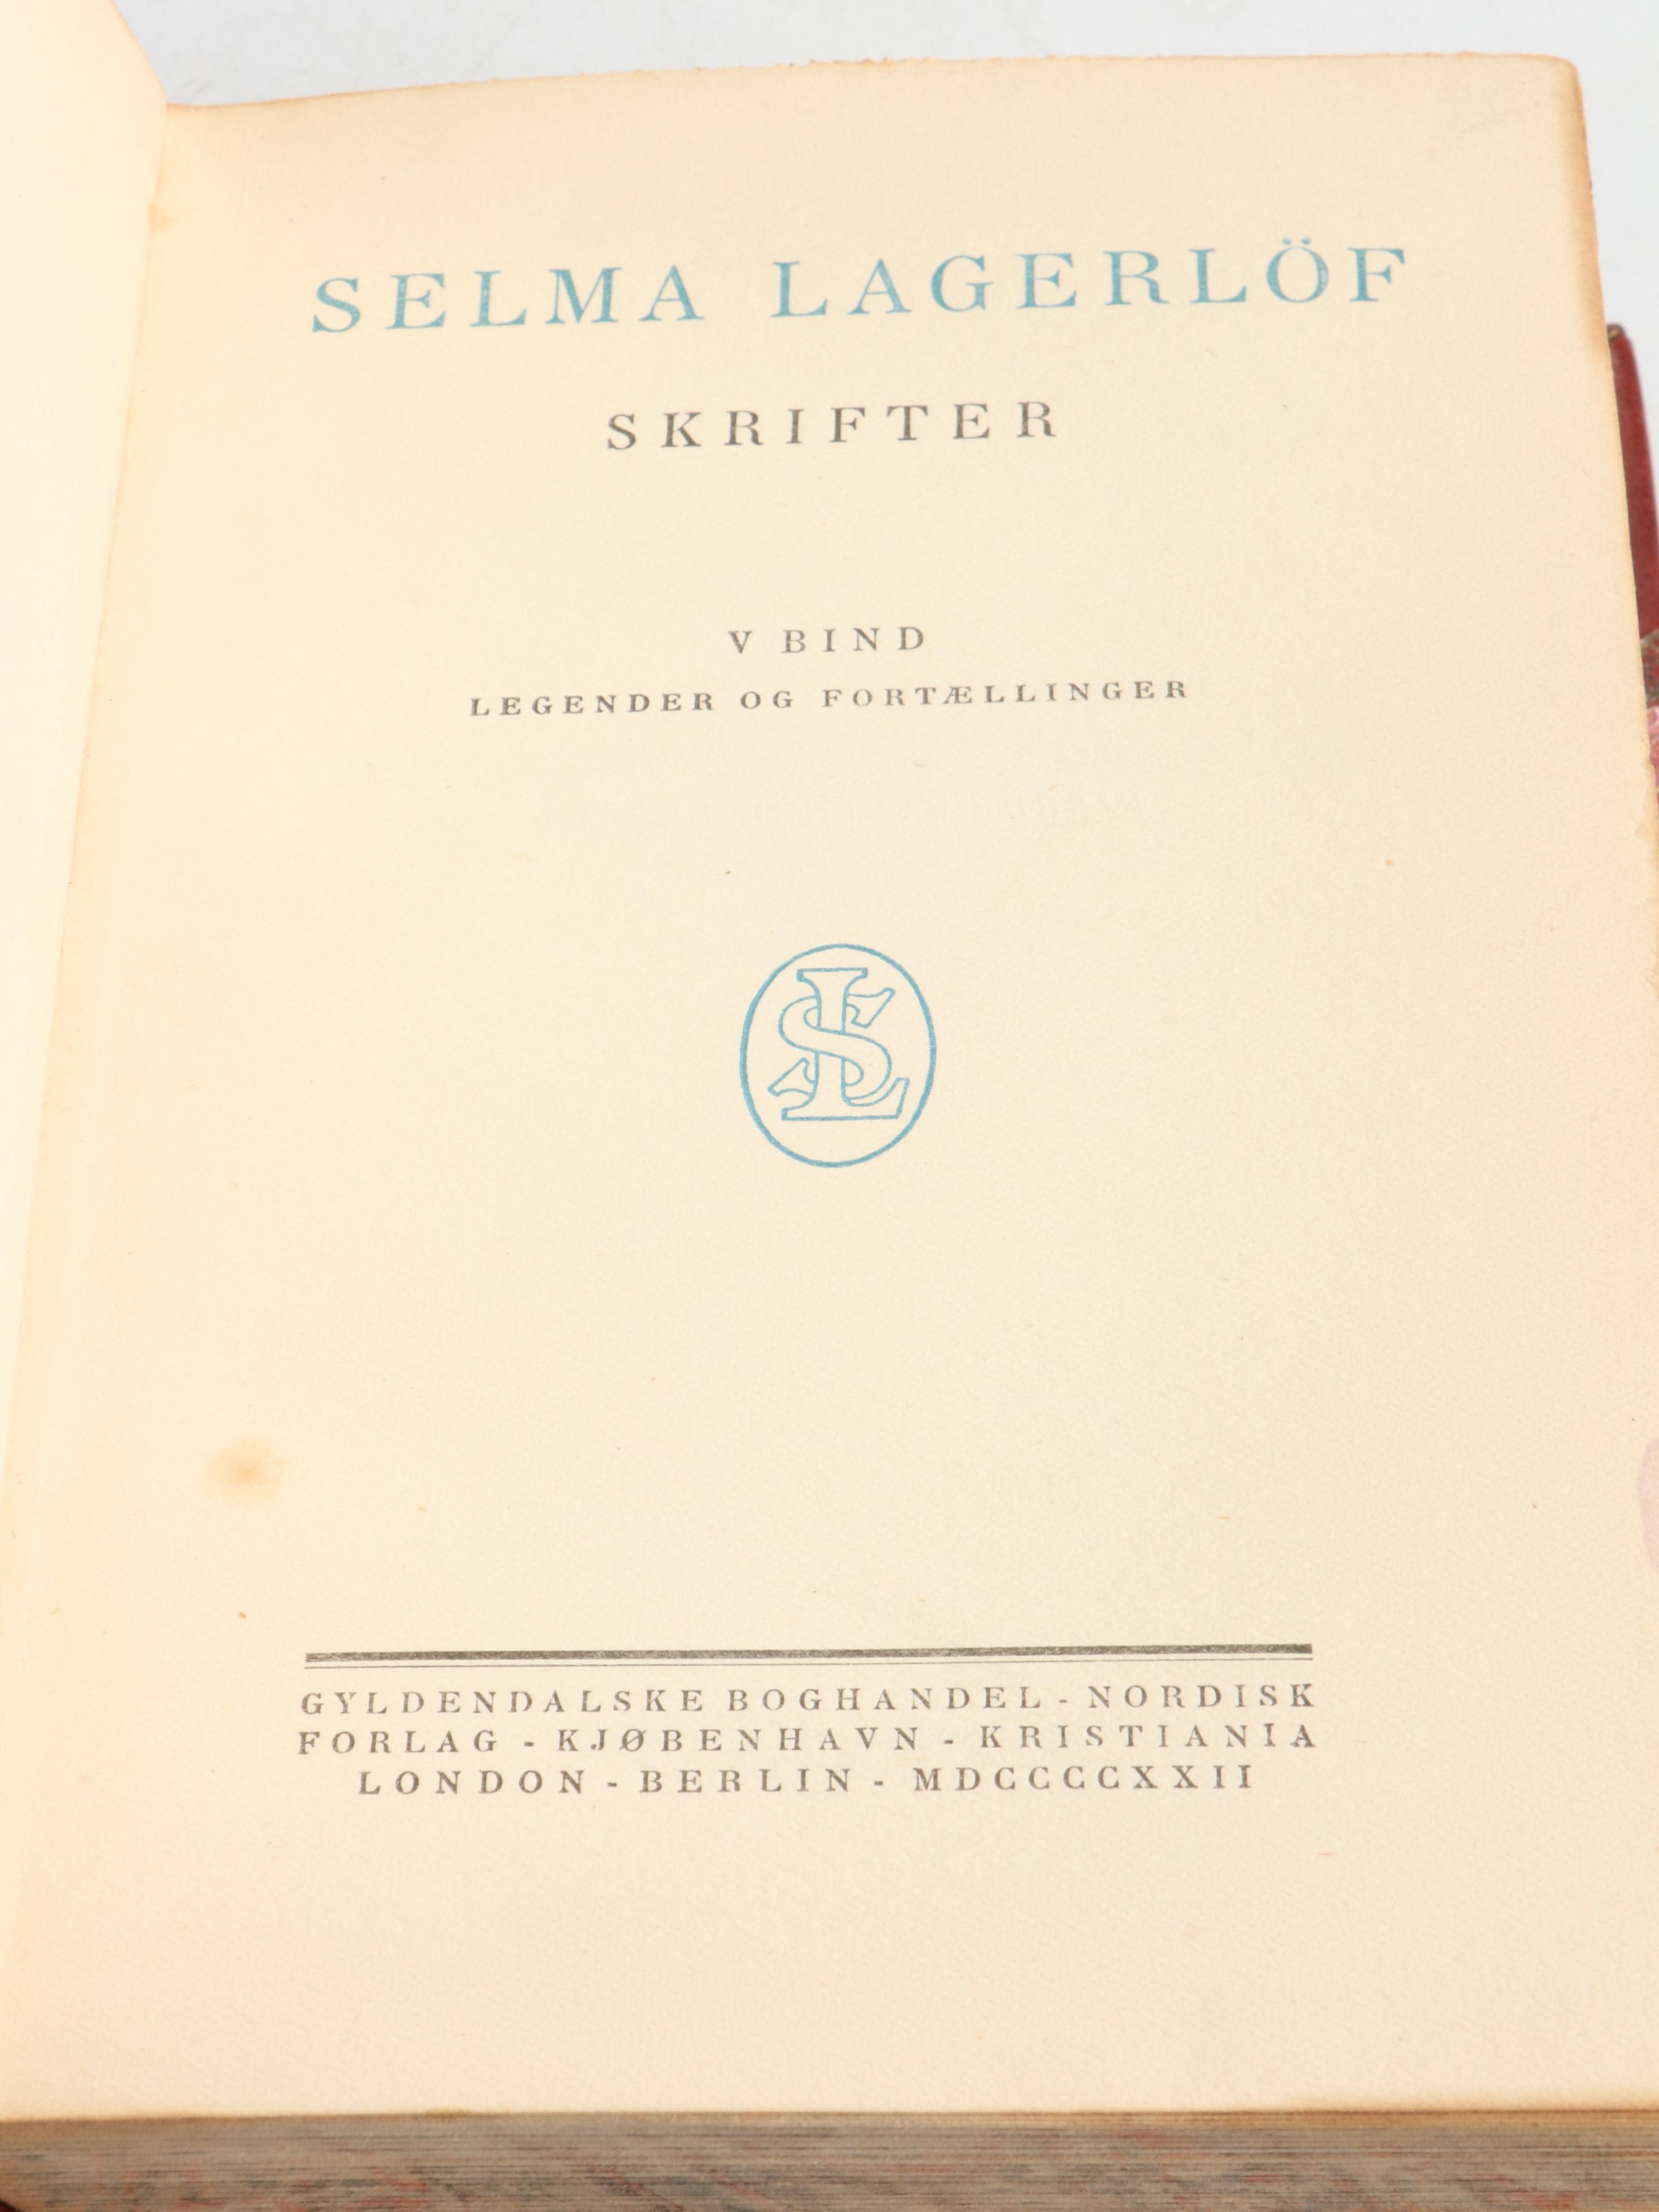 SELMA LAGERLÖF
SKRIFTER
V BIND
LEGENDER OG FORTÆLLINGER
SL
GYLDENDALSKE BOGHANDEL - NORDISK
FORLAG - KJØBENHAVN - KRISTIANIA
LONDON - BERLIN - MDCCCCXXII